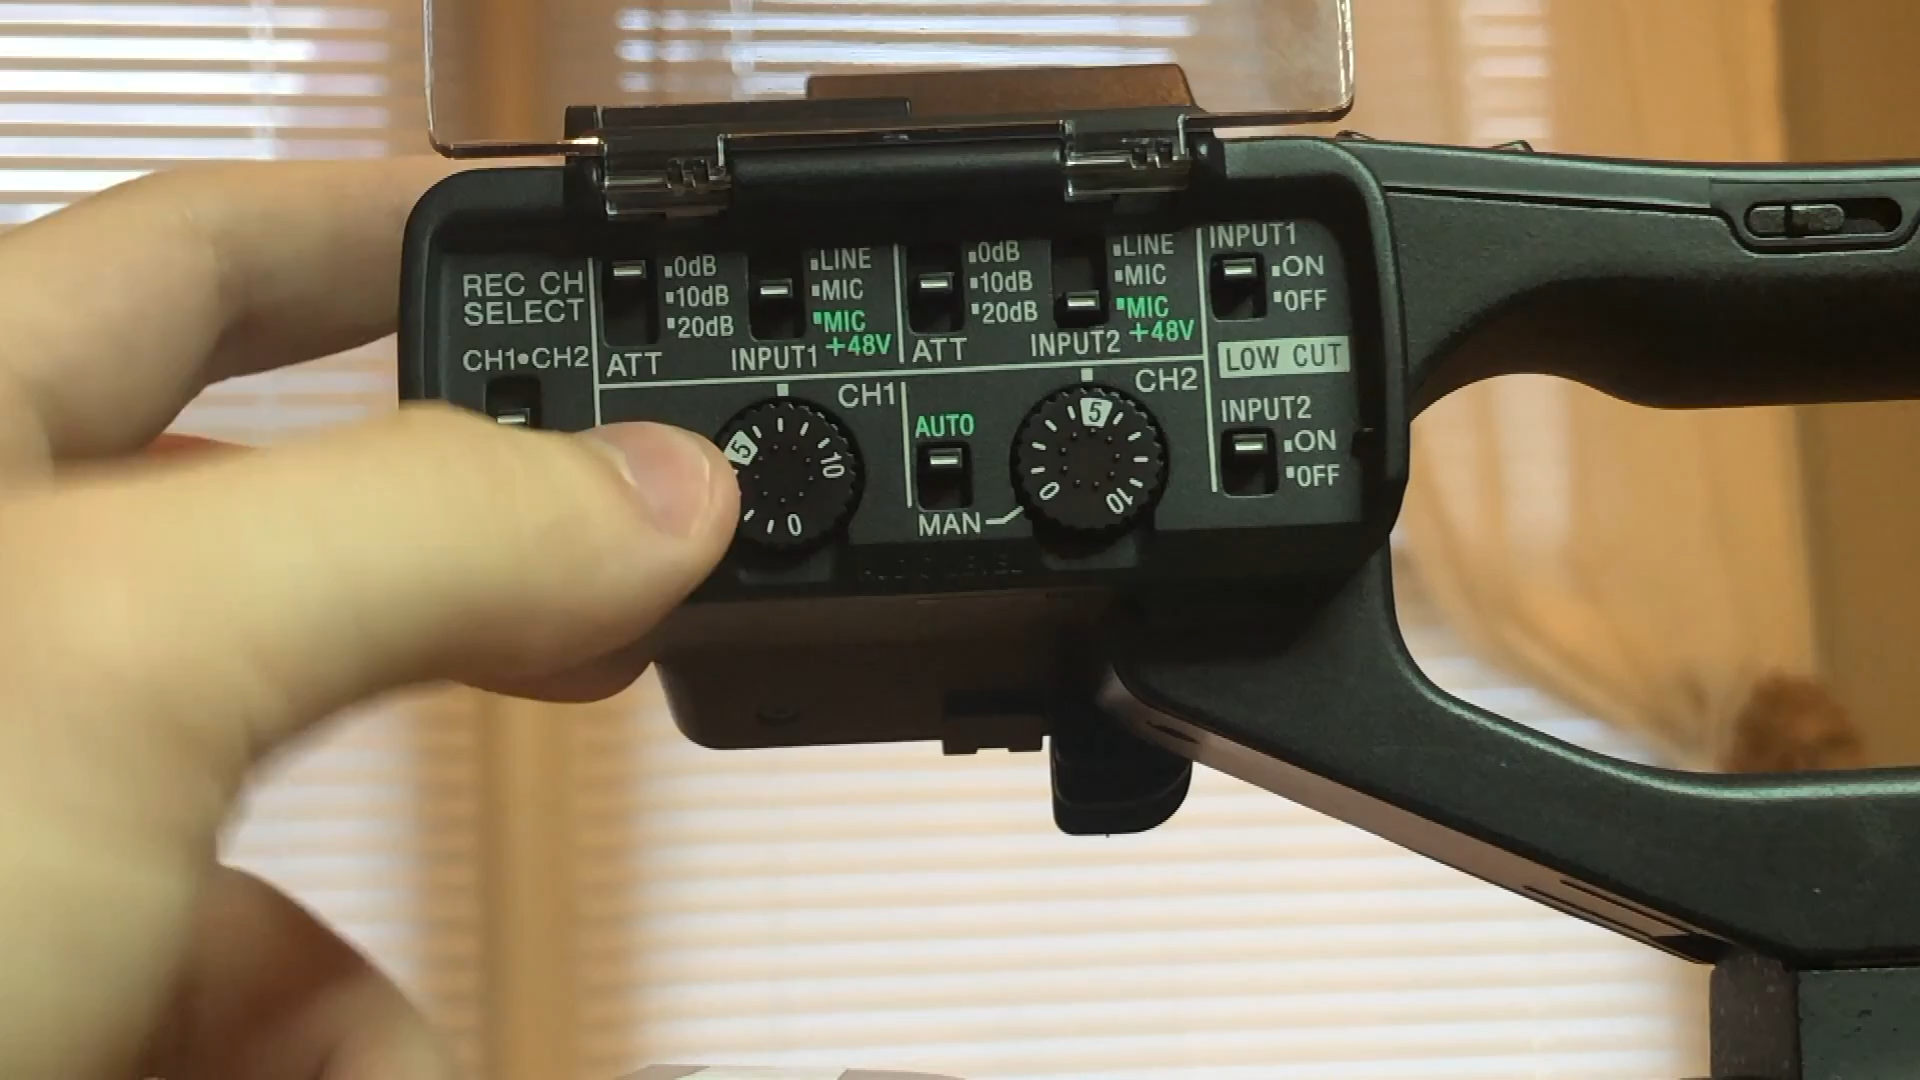 REC CH
SELECT
CH1•CH2
0dB
10dB
20dB
ATT
LINE
MIC
MIC
+48V
INPUT1
0dB
10dB
20dB
ATT
LINE
MIC
MIC
+48V
INPUT2
INPUT1
ON
OFF
LOW CUT
INPUT2
ON
OFF
CH1
5
10
0
AUTO
MAN
CH2
5
0
10
AUDIO LEVEL